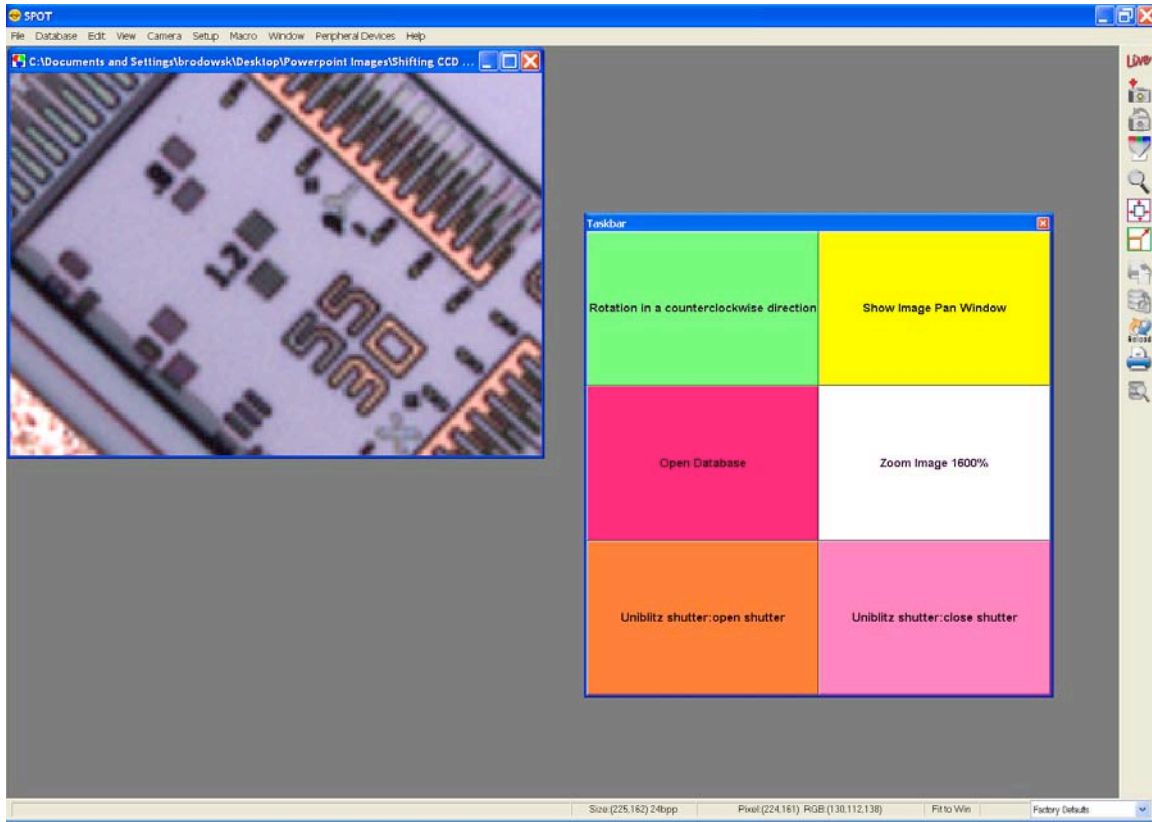 SPOT
File Database Edit View Camera Setup Macro Window Peripheral Devices Help
C:\Documents and Settings\brodowsk\Desktop\Powerpoint Images\Shifting CCD ...
Live
.9
1.2
Taskbar
Rotation in a counterclockwise direction
Show Image Pan Window
Open Database
Zoom Image 1600%
Uniblitz shutter:open shutter
Uniblitz shutter:close shutter
Reload
Size:(225,162) 24bpp
Pixel:(224,161) RGB:(130,112,138)
Fit to Win
Factory Defaults